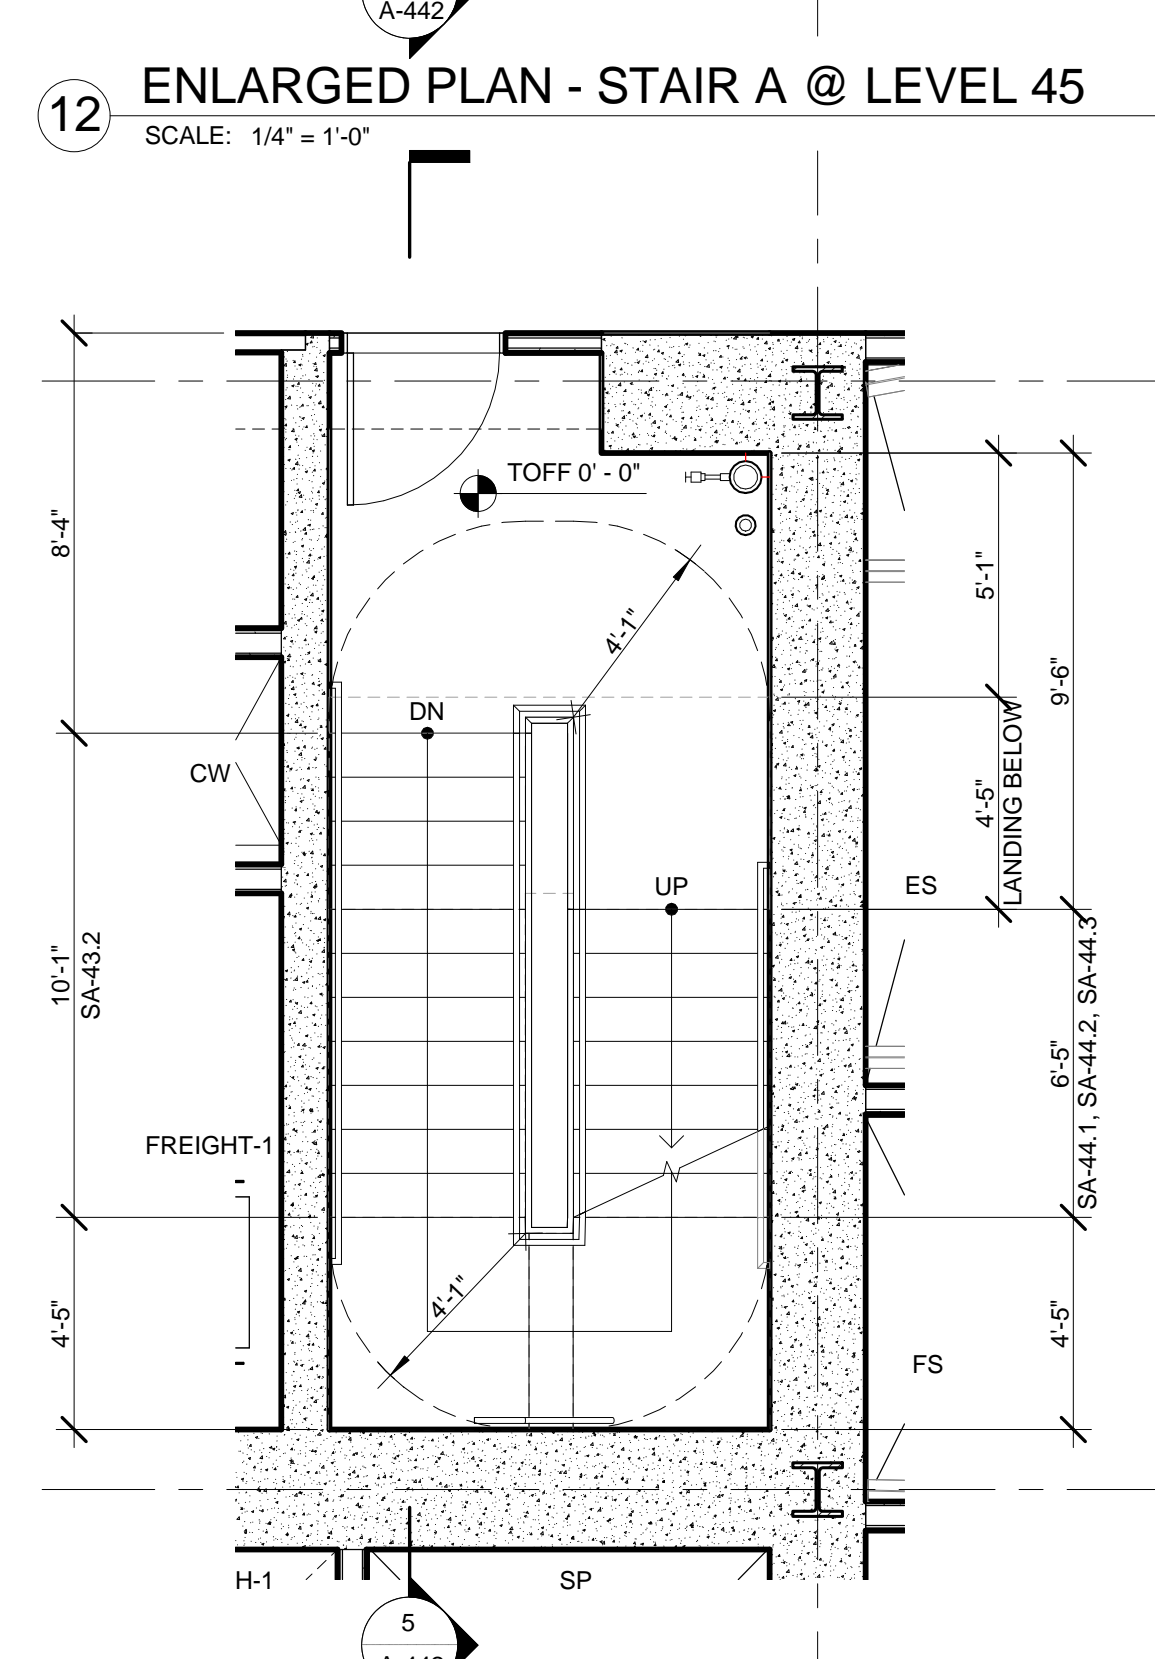 A-442
12
ENLARGED PLAN - STAIR A @ LEVEL 45
SCALE: 1/4" = 1'-0"
TOFF 0' - 0"
8'-4"
5'-1"
4'-1"
9'-6"
DN
LANDING BELOW
4'-5"
CW
UP
ES
10'-1"
SA-43.2
6'-5"
SA-44.1, SA-44.2, SA-44.3
FREIGHT-1
4'-1"
4'-5"
4'-5"
FS
H-1
SP
5